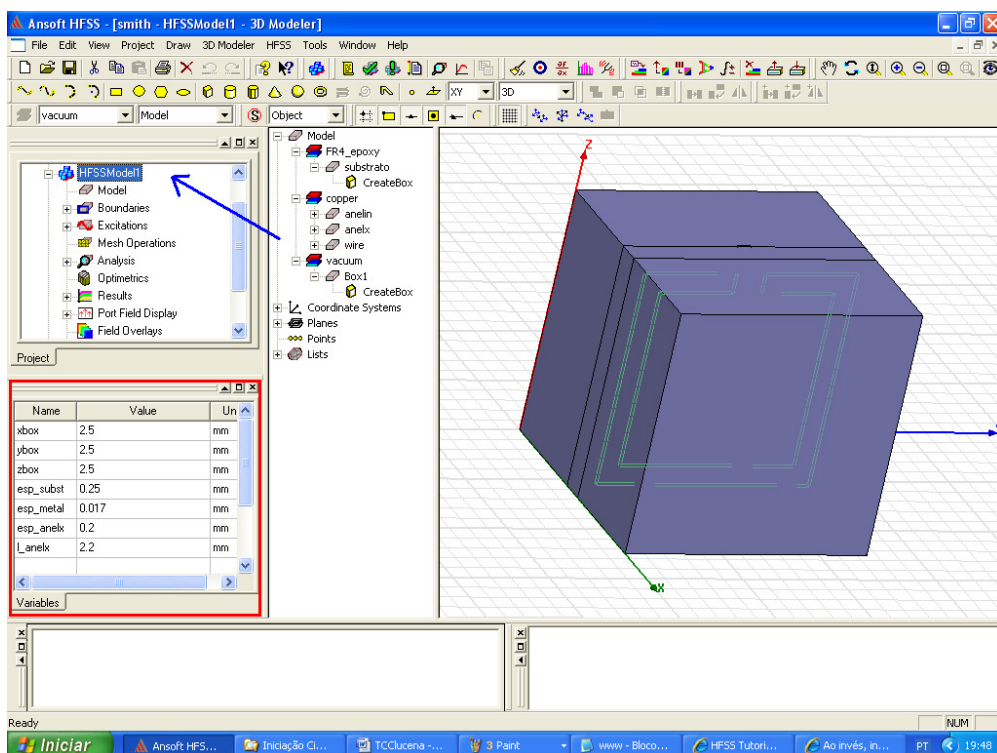 Ansoft HFSS - [smith - HFSSModel1 - 3D Modeler]
File Edit View Project Draw 3D Modeler HFSS Tools Window Help
XY 3D
vacuum Model Object
HFSSModel1
Model
Boundaries
Excitations
Mesh Operations
Analysis
Optimetrics
Results
Port Field Display
Field Overlays
Project
Name Value Un
xbox 2.5 mm
ybox 2.5 mm
zbox 2.5 mm
esp_subst 0.25 mm
esp_metal 0.017 mm
esp_anelx 0.2 mm
l_anelx 2.2 mm
Variables
Model
FR4_epoxy
substrato
CreateBox
copper
anelin
anelx
wire
vacuum
Box1
CreateBox
Coordinate Systems
Planes
Points
Lists
Z
X
Ready
NUM
Iniciar
Ansoft HFS...
Iniciação Ci...
TCClucena -...
3 Paint
www - Bloco...
HFSS Tutori...
Ao invés, in...
PT
19:48